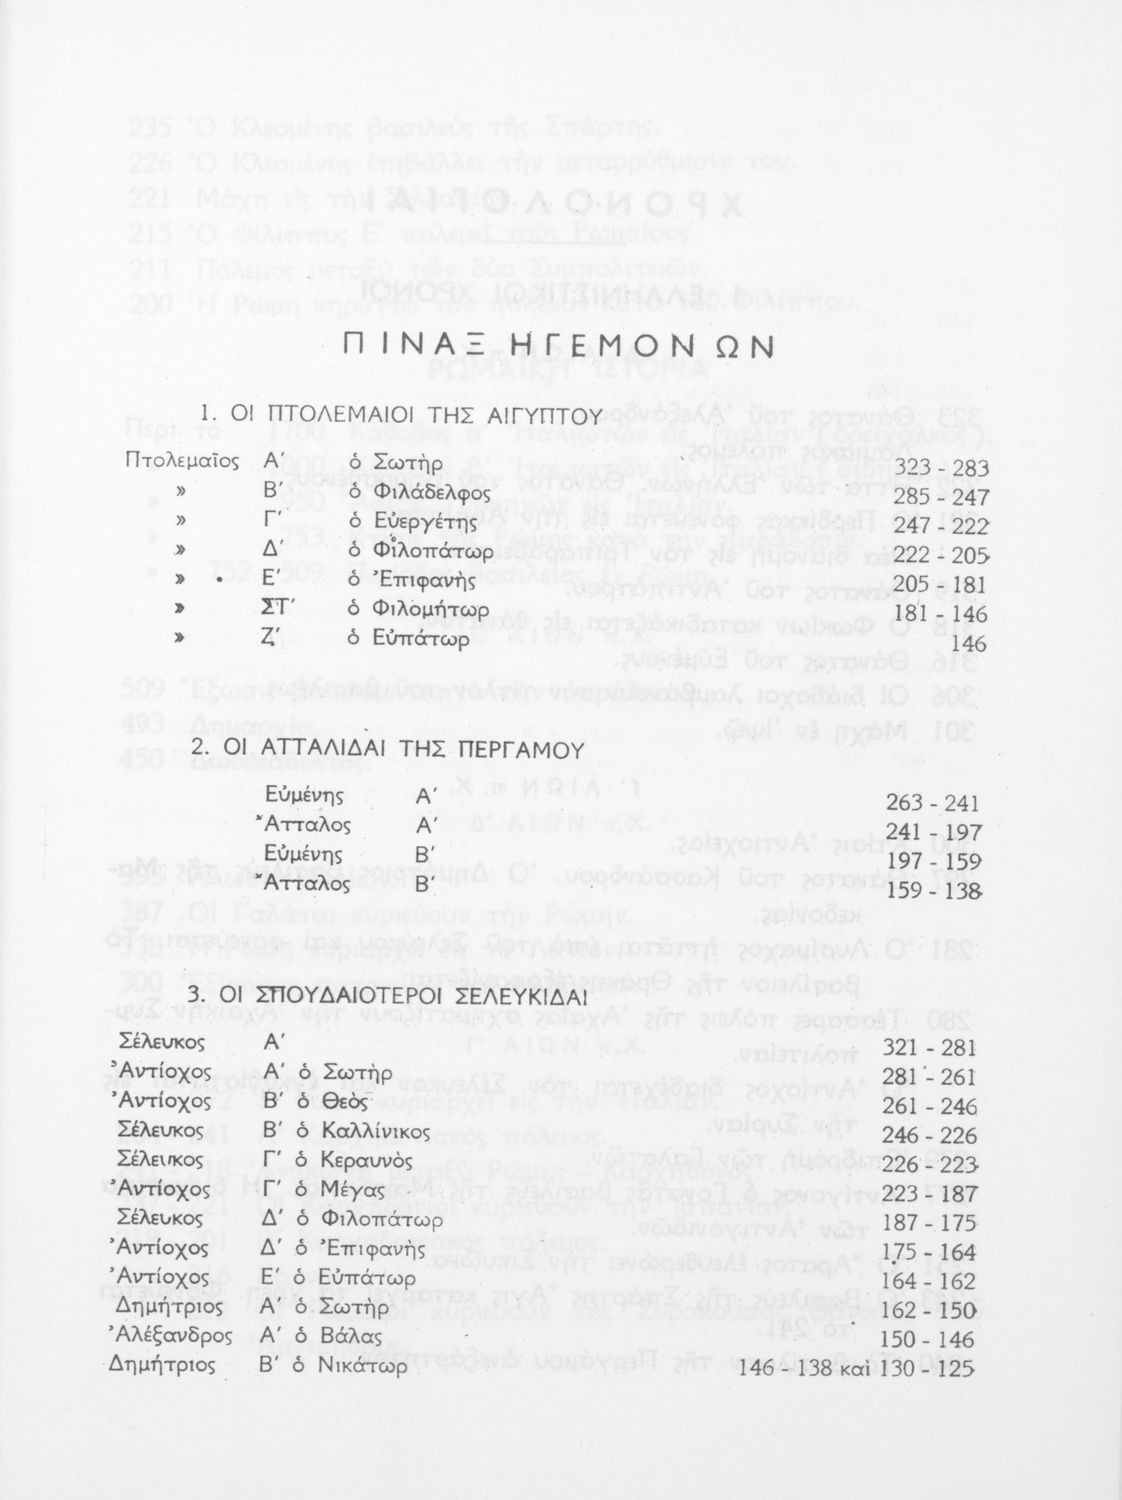 ΠΙΝΑΞ ΗΓΕΜΟΝΩΝ
1. ΟΙ ΠΤΟΛΕΜΑΙΟΙ ΤΗΣ ΑΙΓΥΠΤΟΥ
Πτολεμαῖος Α′ ὁ Σωτὴρ 323 - 283
» Β′ ὁ Φιλάδελφος 285 - 247
» Γ′ ὁ Εὐεργέτης 247 - 222
» Δ′ ὁ Φιλοπάτωρ 222 - 205
» Ε′ ὁ Ἐπιφανὴς 205 - 181
» ΣΤ′ ὁ Φιλομήτωρ 181 - 146
» Ζ′ ὁ Εὐπάτωρ 146
2. ΟΙ ΑΤΤΑΛΙΔΑΙ ΤΗΣ ΠΕΡΓΑΜΟΥ
Εὐμένης Α′ 263 - 241
Ἄτταλος Α′ 241 - 197
Εὐμένης Β′ 197 - 159
Ἄτταλος Β′ 159 - 138
3. ΟΙ ΣΠΟΥΔΑΙΟΤΕΡΟΙ ΣΕΛΕΥΚΙΔΑΙ
Σέλευκος Α′ 321 - 281
Ἀντίοχος Α′ ὁ Σωτὴρ 281 - 261
Ἀντίοχος Β′ ὁ Θεὸς 261 - 246
Σέλευκος Β′ ὁ Καλλίνικος 246 - 226
Σέλευκος Γ′ ὁ Κεραυνὸς 226 - 223
Ἀντίοχος Γ′ ὁ Μέγας 223 - 187
Σέλευκος Δ′ ὁ Φιλοπάτωρ 187 - 175
Ἀντίοχος Δ′ ὁ Ἐπιφανὴς 175 - 164
Ἀντίοχος Ε′ ὁ Εὐπάτωρ 164 - 162
Δημήτριος Α′ ὁ Σωτὴρ 162 - 150
Ἀλέξανδρος Α′ ὁ Βάλας 150 - 146
Δημήτριος Β′ ὁ Νικάτωρ 146 - 138 καὶ 130 - 125